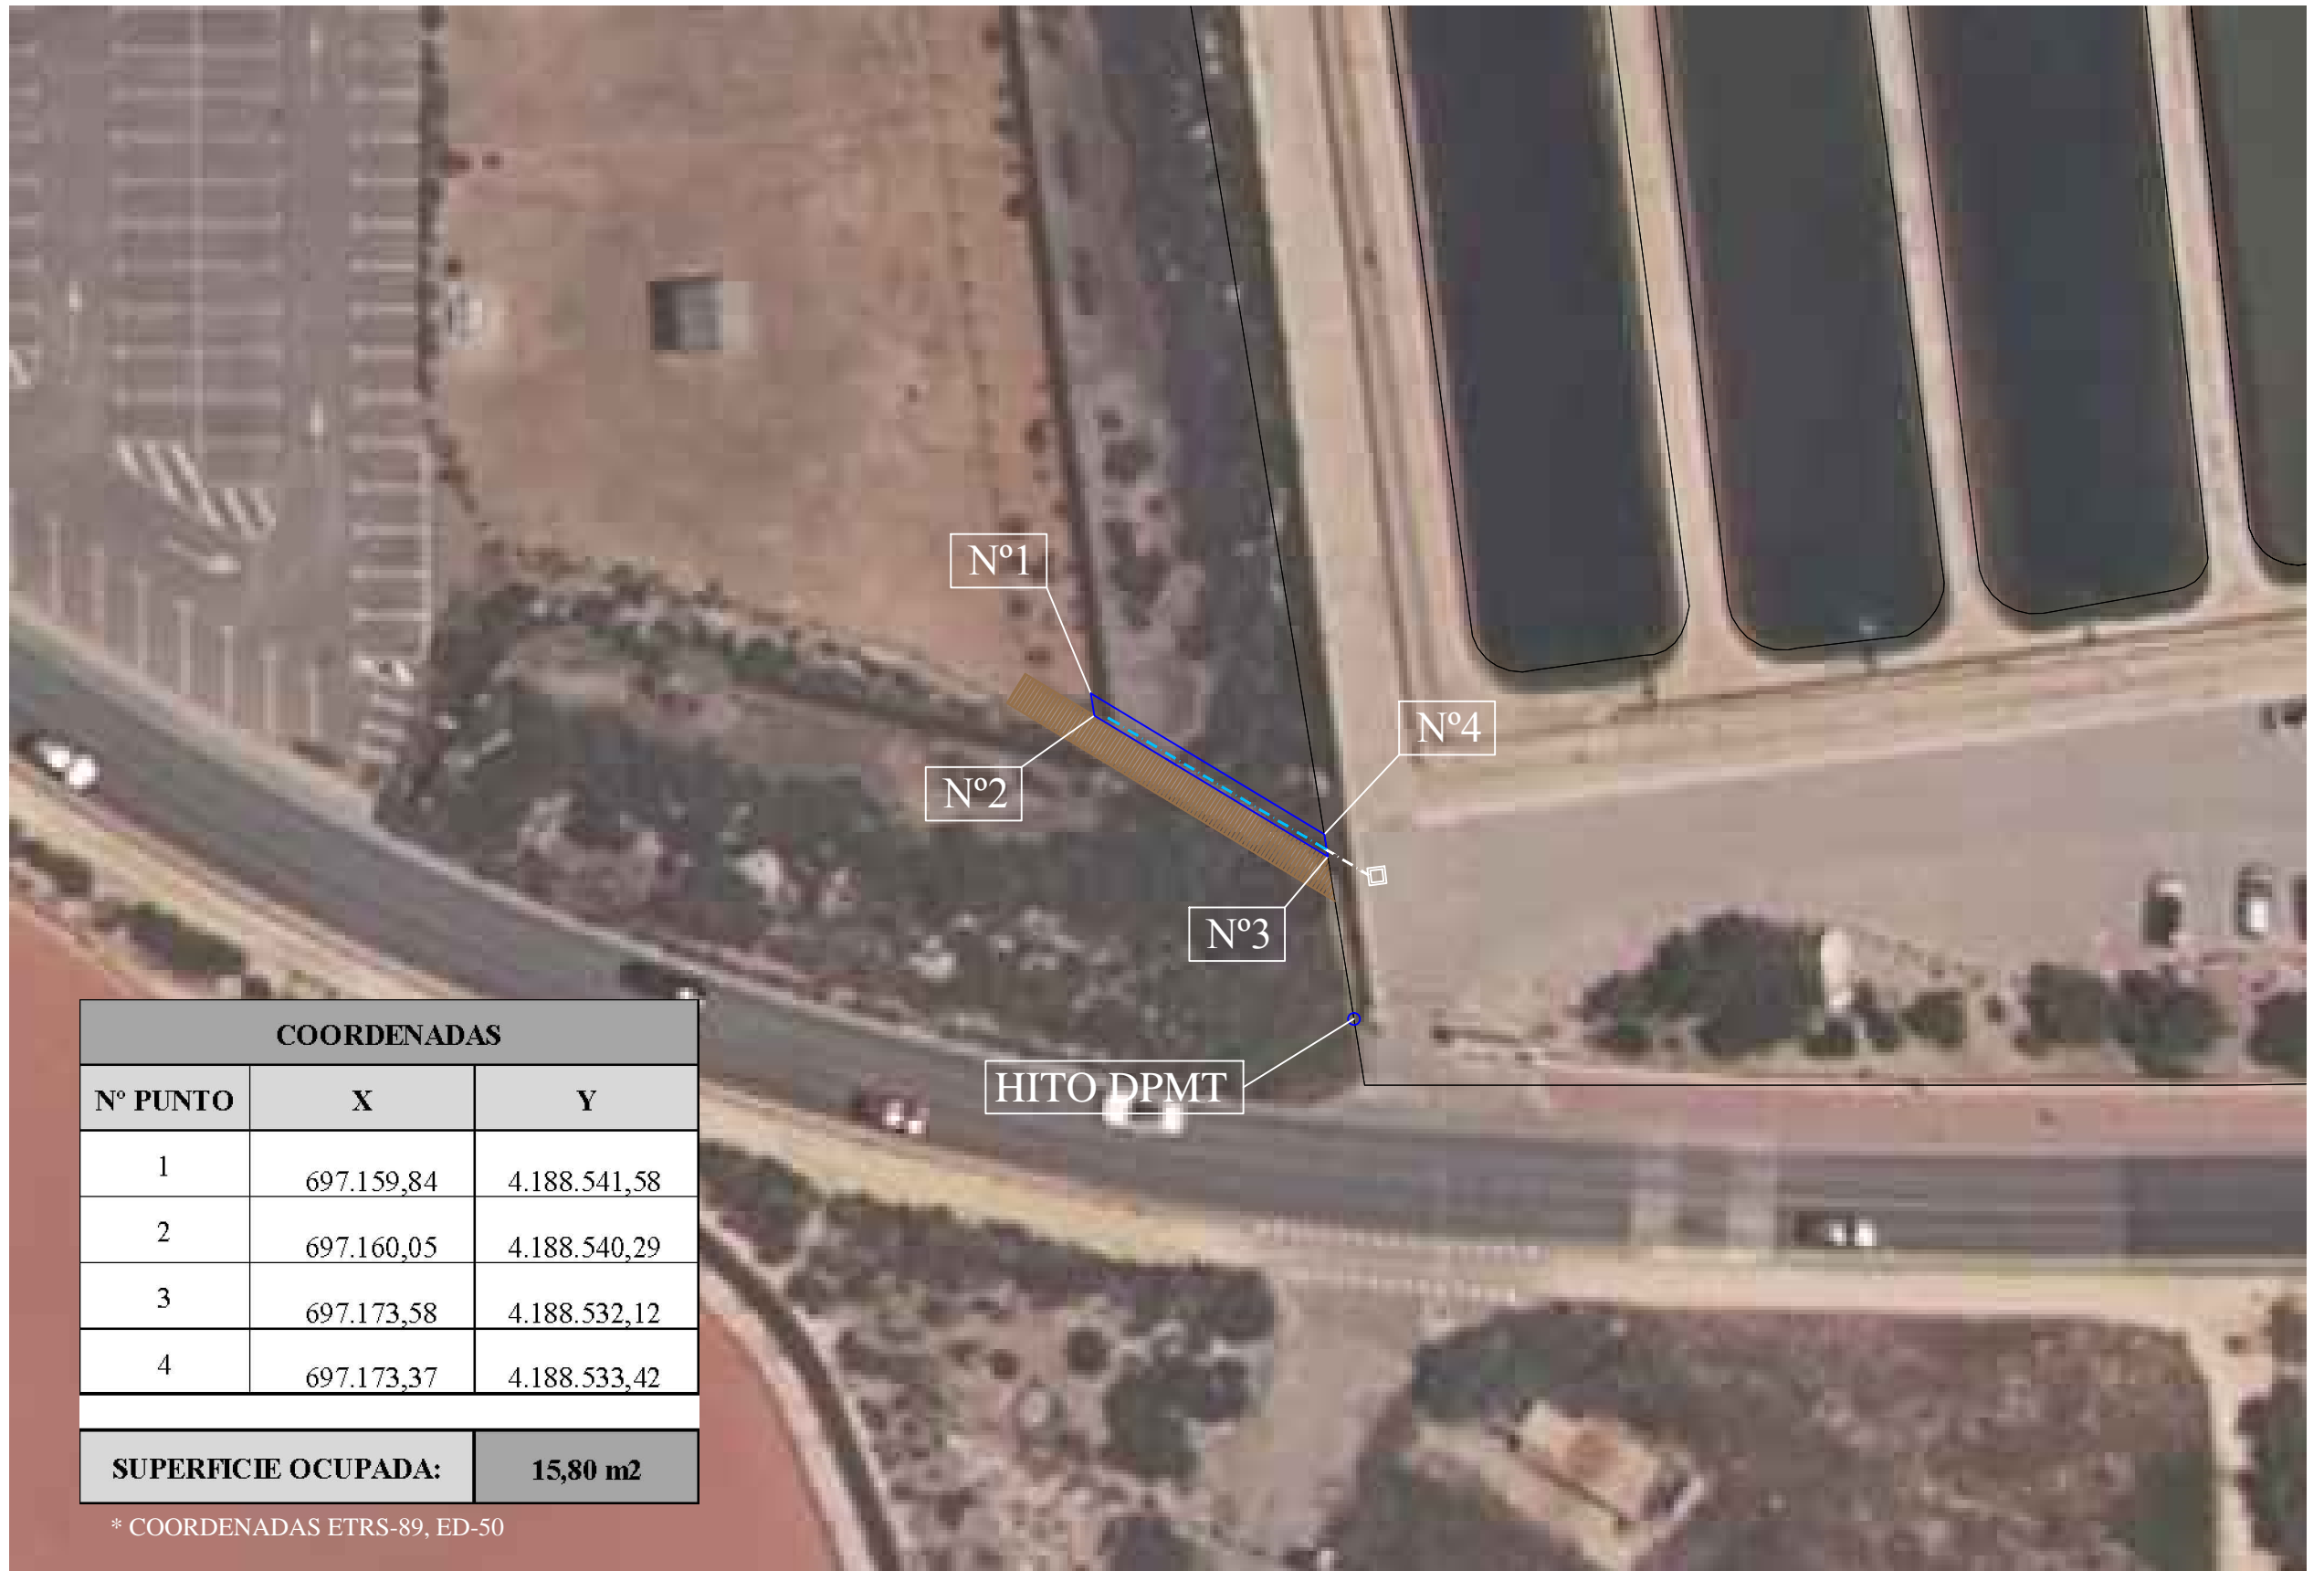 Nº1
Nº4
Nº2
Nº3
HITO DPMT
COORDENADAS
Nº PUNTO X Y
1 697.159,84 4.188.541,58
2 697.160,05 4.188.540,29
3 697.173,58 4.188.532,12
4 697.173,37 4.188.533,42
SUPERFICIE OCUPADA: 15,80 m2
* COORDENADAS ETRS-89, ED-50